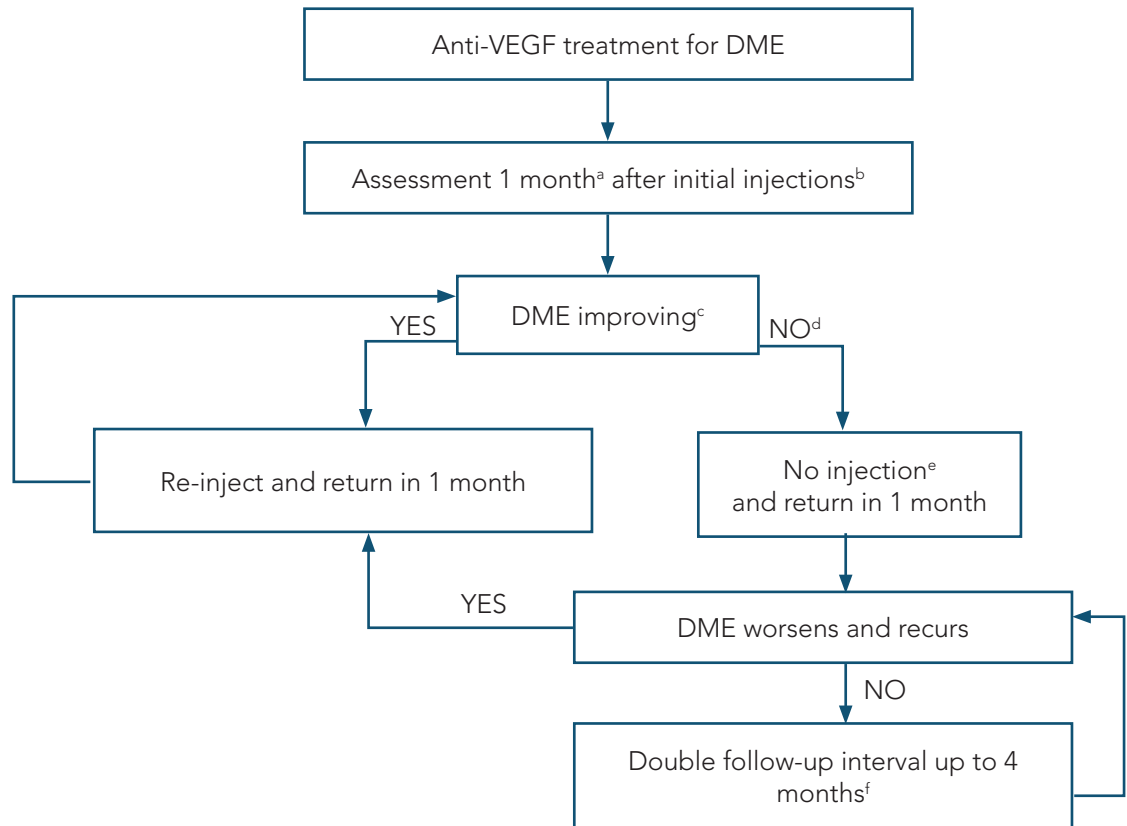 Anti-VEGF treatment for DME
Assessment 1 monthᵃ after initial injectionsᵇ
DME improvingᶜ
YES
NOᵈ
Re-inject and return in 1 month
No injectionᵉ
and return in 1 month
YES
DME worsens and recurs
NO
Double follow-up interval up to 4
monthsᶠ